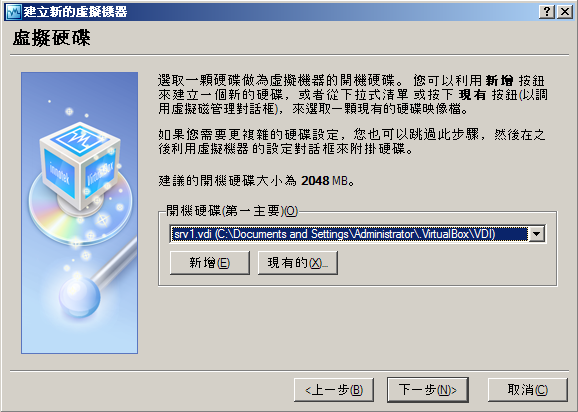 建立新的虛擬機器
虛擬硬碟
innotek
VirtualBox
選取一顆硬碟做為虛擬機器的開機硬碟。您可以利用 新增 按鈕
來建立一個新的硬碟，或者從下拉式清單 或按下 現有 按鈕(以調
用虛擬磁管理對話框)，來選取一顆現有的硬碟映像檔。
如果您需要更複雜的硬碟設定，您也可以跳過此步驟，然後在之
後利用虛擬機器的設定對話框來附掛硬碟。
建議的開機硬碟大小為 2048 MB。
開機硬碟(第一主要)(O)
srv1.vdi (C:\Documents and Settings\Administrator\.VirtualBox\VDI)
新增(E)
現有的(X)...
<上一步(B)
下一步(N)>
取消(C)